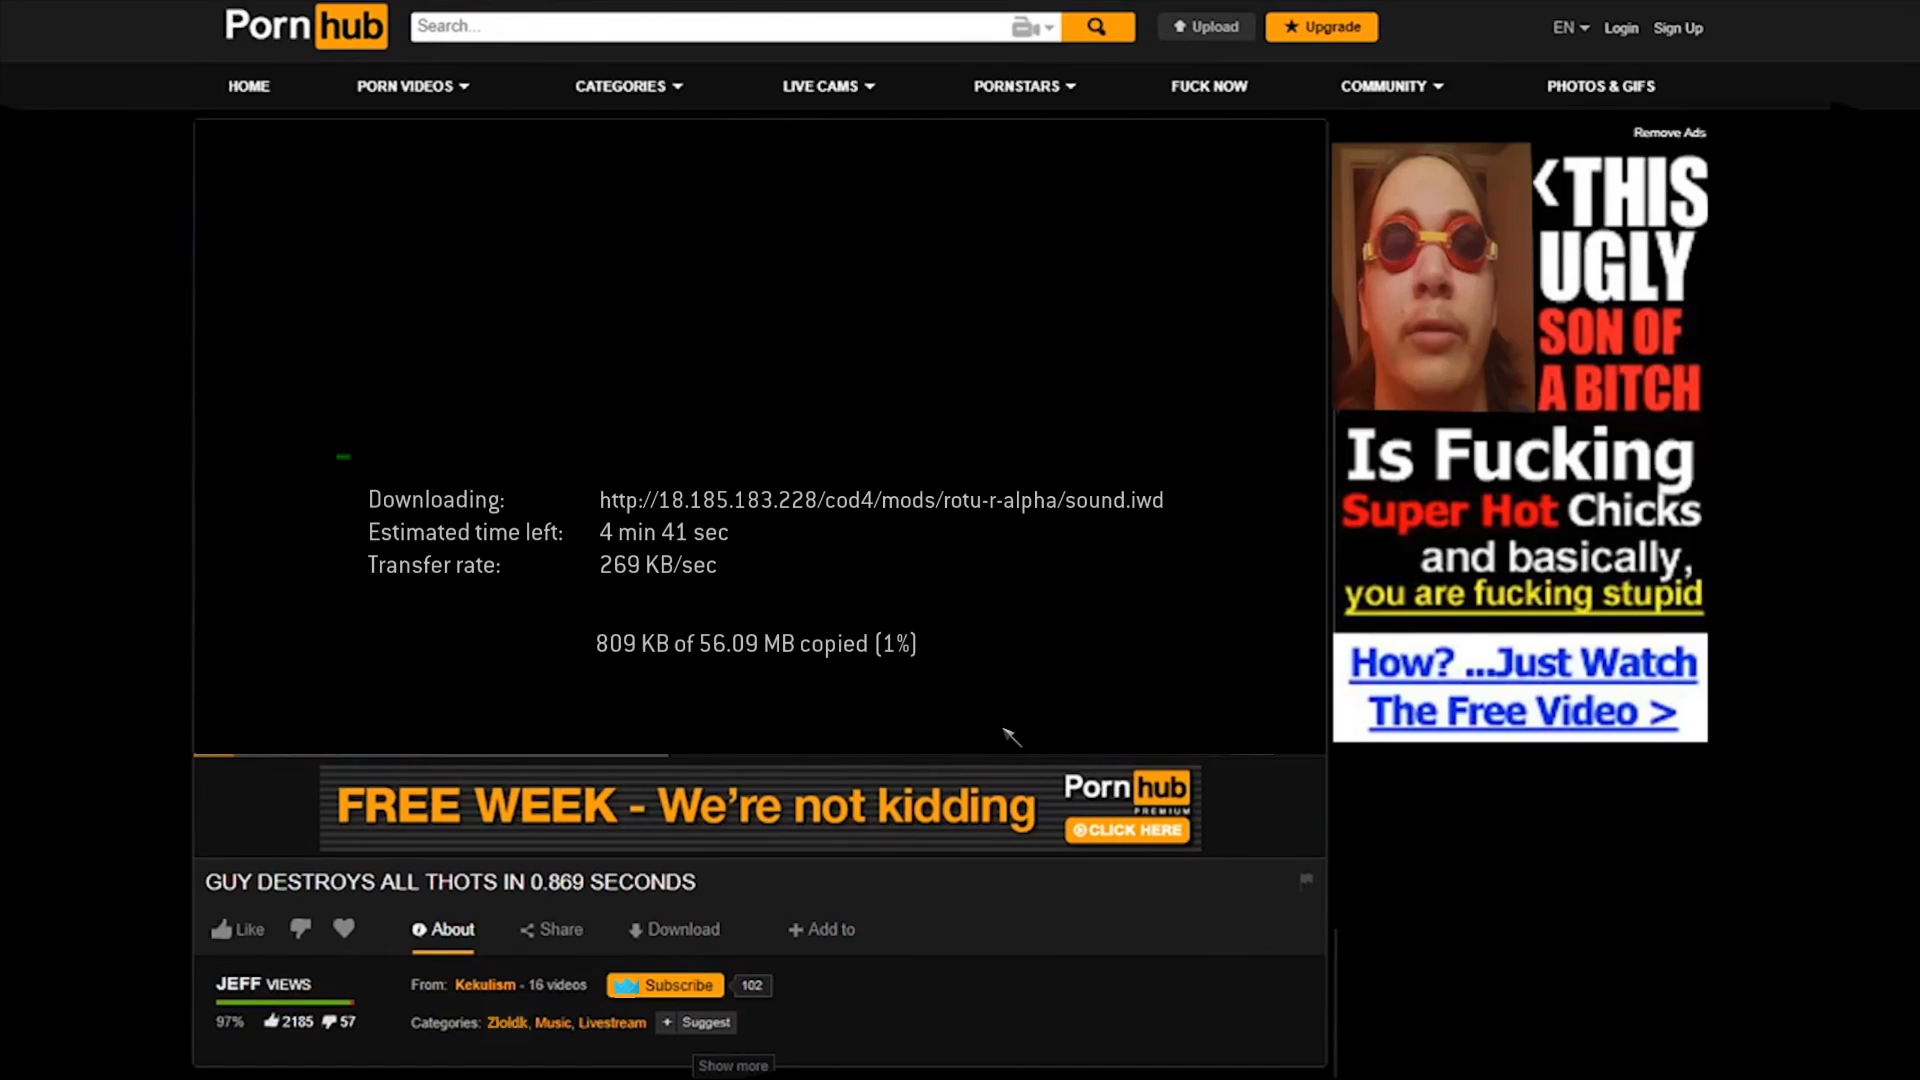 Porn hub
Search...
Upload
Upgrade
EN
Login
Sign Up
HOME
PORN VIDEOS
CATEGORIES
LIVE CAMS
PORNSTARS
FUCK NOW
COMMUNITY
PHOTOS & GIFS
Remove Ads
<THIS
UGLY
SON OF
A BITCH
Is Fucking
Super Hot Chicks
and basically,
you are fucking stupid
How? ...Just Watch
The Free Video >
Downloading: http://18.185.183.228/cod4/mods/rotu-r-alpha/sound.iwd
Estimated time left: 4 min 41 sec
Transfer rate: 269 KB/sec
809 KB of 56.09 MB copied (1%)
FREE WEEK - We're not kidding
Porn hub
PREMIUM
CLICK HERE
GUY DESTROYS ALL THOTS IN 0.869 SECONDS
Like
About
Share
Download
+ Add to
JEFF VIEWS
97% 2185 57
From: Kekulism - 16 videos
Subscribe
102
Categories: Zloldk, Music, Livestream
+ Suggest
Show more